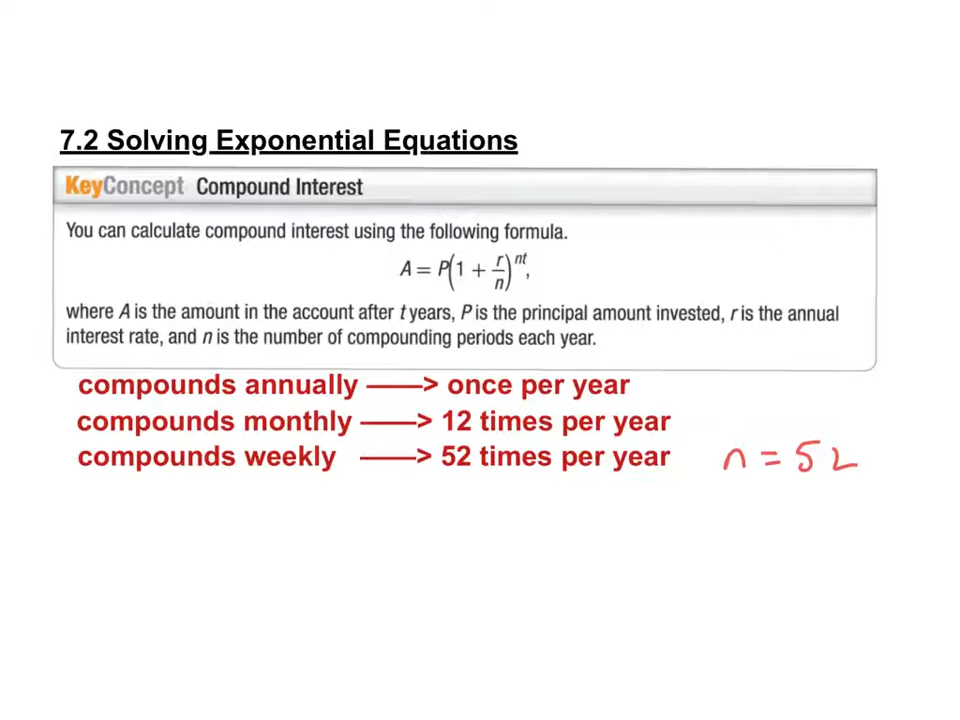 7.2 Solving Exponential Equations
KeyConcept Compound Interest
You can calculate compound interest using the following formula.
A = P(1 + r/n)^nt,
where A is the amount in the account after t years, P is the principal amount invested, r is the annual
interest rate, and n is the number of compounding periods each year.
compounds annually ——> once per year
compounds monthly ——> 12 times per year
compounds weekly ——> 52 times per year n = 52